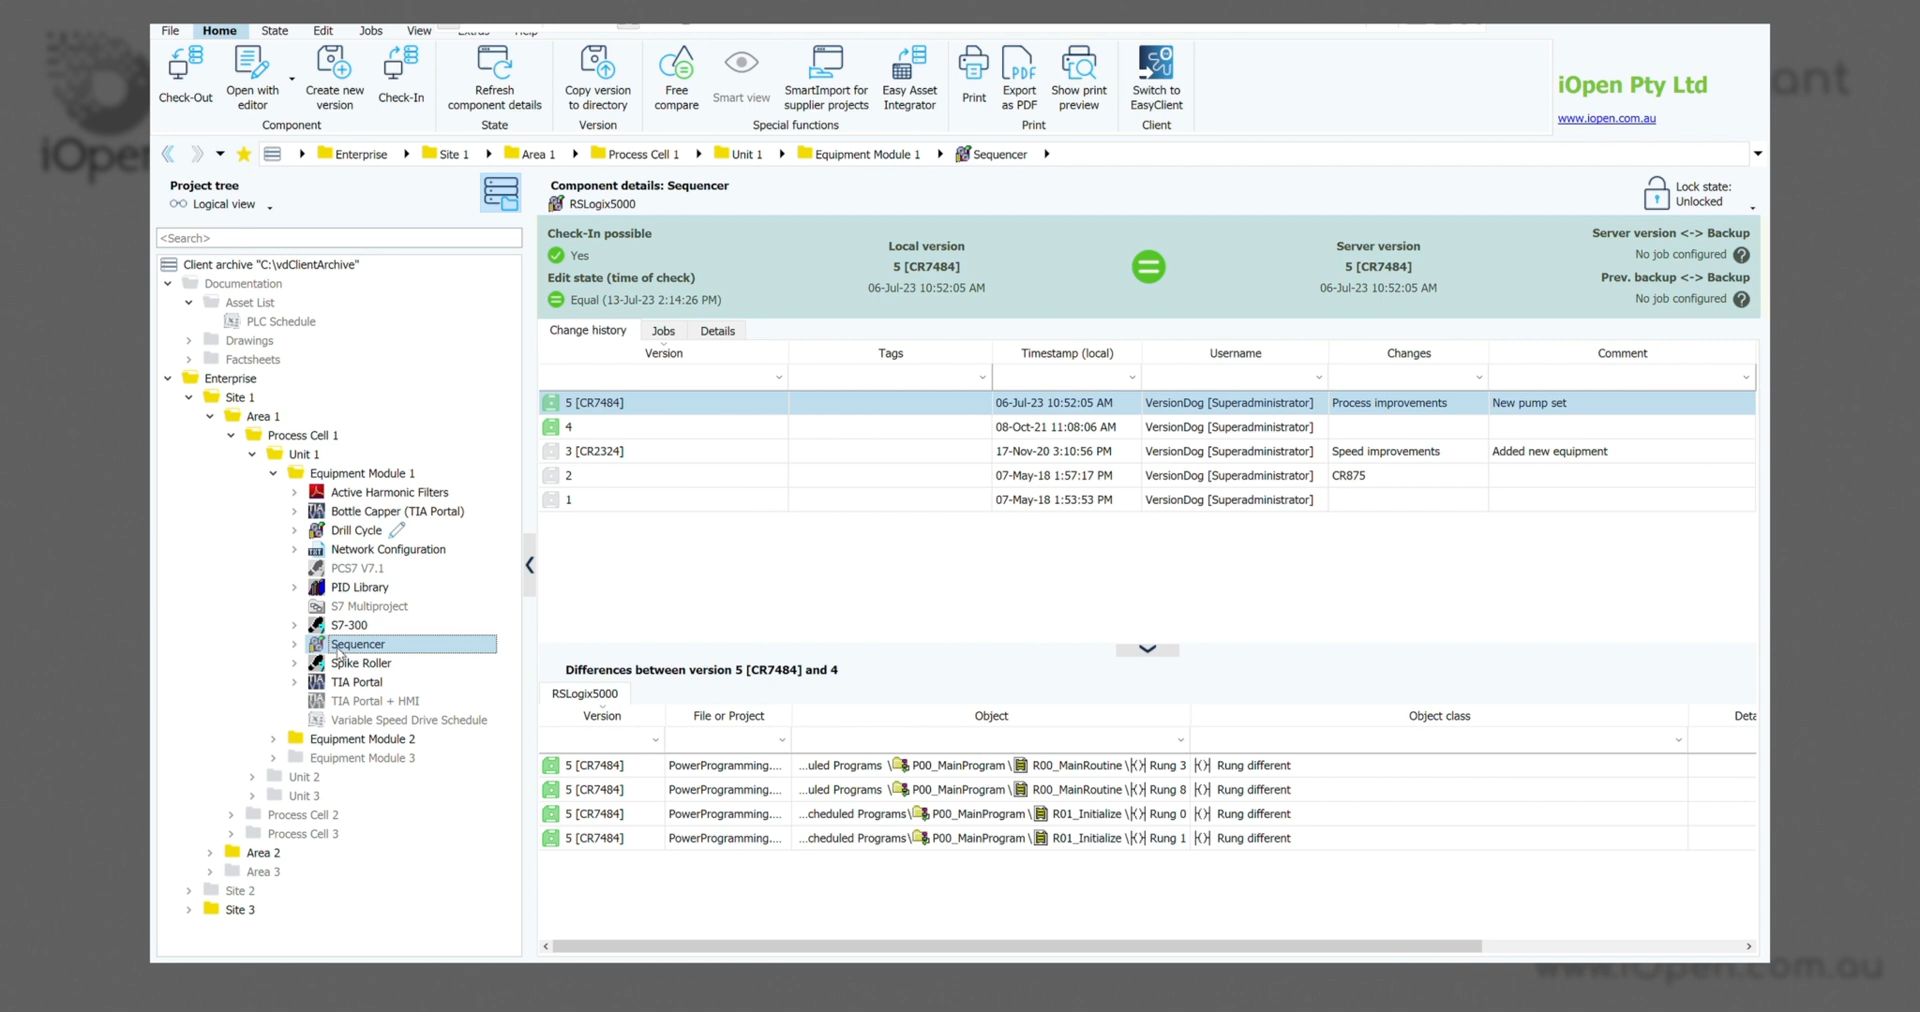 File Home State Edit Jobs View Extras Help
Check-Out
Open with editor
Create new version
Check-In
Refresh component details
Copy version to directory
Free compare
Smart view
SmartImport for supplier projects
Easy Asset Integrator
Print
Export as PDF
Show print preview
Switch to EasyClient
Component State Version Special functions Print Client
iOpen Pty Ltd
www.iopen.com.au
iOpen
ant
Enterprise Site 1 Area 1 Process Cell 1 Unit 1 Equipment Module 1 Sequencer
Project tree
Logical view
<Search>
Client archive "C:\vdClientArchive"
Documentation
Asset List
PLC Schedule
Drawings
Factsheets
Enterprise
Site 1
Area 1
Process Cell 1
Unit 1
Equipment Module 1
Active Harmonic Filters
Bottle Capper (TIA Portal)
Drill Cycle
Network Configuration
PCS7 V7.1
PID Library
S7 Multiproject
S7-300
Sequencer
Spike Roller
TIA Portal
TIA Portal + HMI
Variable Speed Drive Schedule
Equipment Module 2
Equipment Module 3
Unit 2
Unit 3
Process Cell 2
Process Cell 3
Area 2
Area 3
Site 2
Site 3
Component details: Sequencer
RSLogix5000
Lock state:
Unlocked
Check-In possible
Yes
Edit state (time of check)
Equal (13-Jul-23 2:14:26 PM)
Local version
5 [CR7484]
06-Jul-23 10:52:05 AM
Server version
5 [CR7484]
06-Jul-23 10:52:05 AM
Server version <-> Backup
No job configured
Prev. backup <-> Backup
No job configured
Change history Jobs Details
Version Tags Timestamp (local) Username Changes Comment
5 [CR7484] 06-Jul-23 10:52:05 AM VersionDog [Superadministrator] Process improvements New pump set
4 08-Oct-21 11:08:06 AM VersionDog [Superadministrator]
3 [CR2324] 17-Nov-20 3:10:56 PM VersionDog [Superadministrator] Speed improvements Added new equipment
2 07-May-18 1:57:17 PM VersionDog [Superadministrator] CR875
1 07-May-18 1:53:53 PM VersionDog [Superadministrator]
Differences between version 5 [CR7484] and 4
RSLogix5000
Version File or Project Object Object class Deta
5 [CR7484] PowerProgramming.... ...uled Programs \ P00_MainProgram \ R00_MainRoutine \ Rung 3 Rung different
5 [CR7484] PowerProgramming.... ...uled Programs \ P00_MainProgram \ R00_MainRoutine \ Rung 8 Rung different
5 [CR7484] PowerProgramming.... ...cheduled Programs\ P00_MainProgram \ R01_Initialize \ Rung 0 Rung different
5 [CR7484] PowerProgramming.... ...cheduled Programs\ P00_MainProgram \ R01_Initialize \ Rung 1 Rung different
www.iOpen.com.au